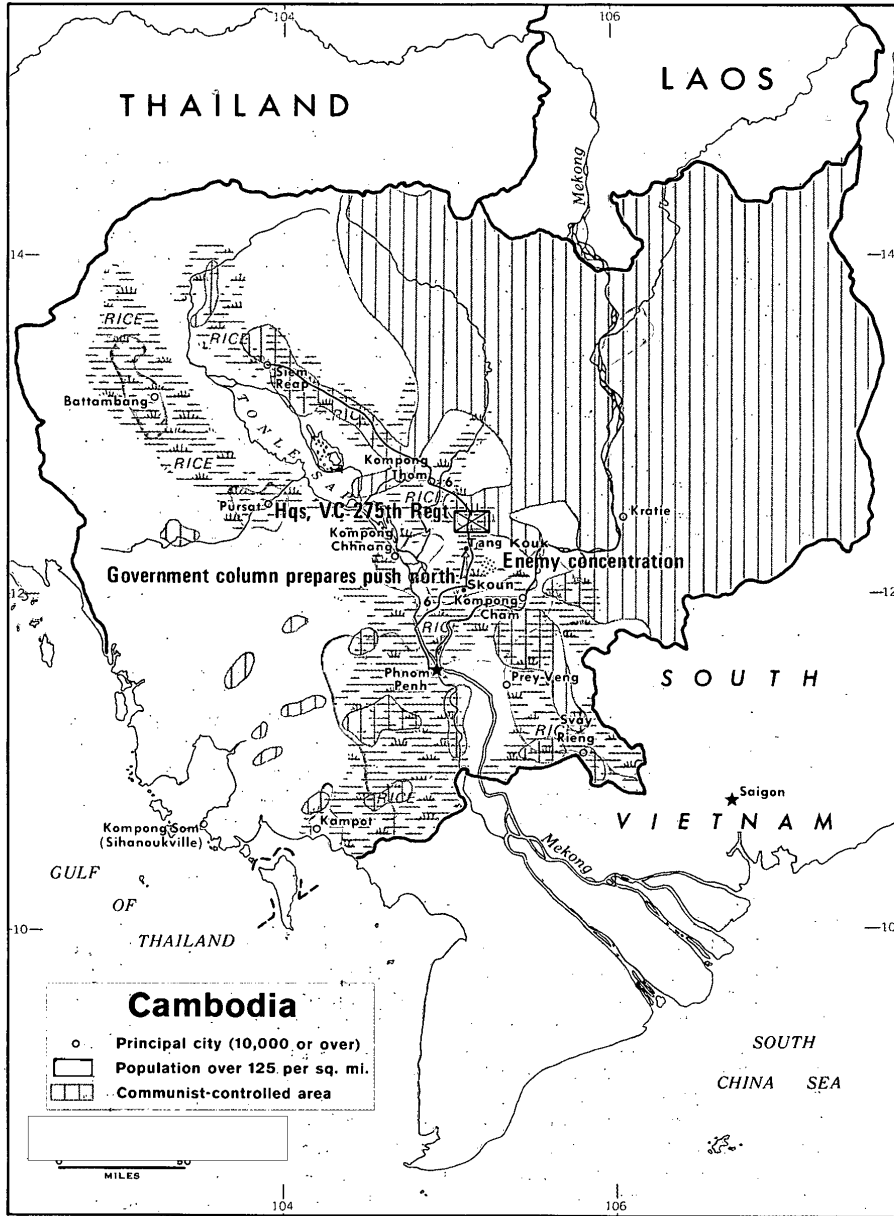 104
106
THAILAND
LAOS
Mekong
14
14
RICE
RICE
Siem
Reap
Battambang
TONLE SAP
RICE
RICE
Kompong
Thom
6
RICE
Pursat
Hqs, V.C. 275th Regt.
Kratie
Kompong
Chhnang
Tang Kouk
Enemy concentration
Government column prepares push north
12
12
Skoun
6
Kompong
Cham
RICE
Phnom
Penh
Prey Veng
SOUTH
Svay
Rieng
RICE
Saigon
RICE
VIETNAM
Kompong Som
(Sihanoukville)
Kampot
Mekong
GULF
OF
THAILAND
10
10
Cambodia
Principal city (10,000 or over)
Population over 125 per sq. mi.
Communist-controlled area
SOUTH
CHINA SEA
MILES
104
106